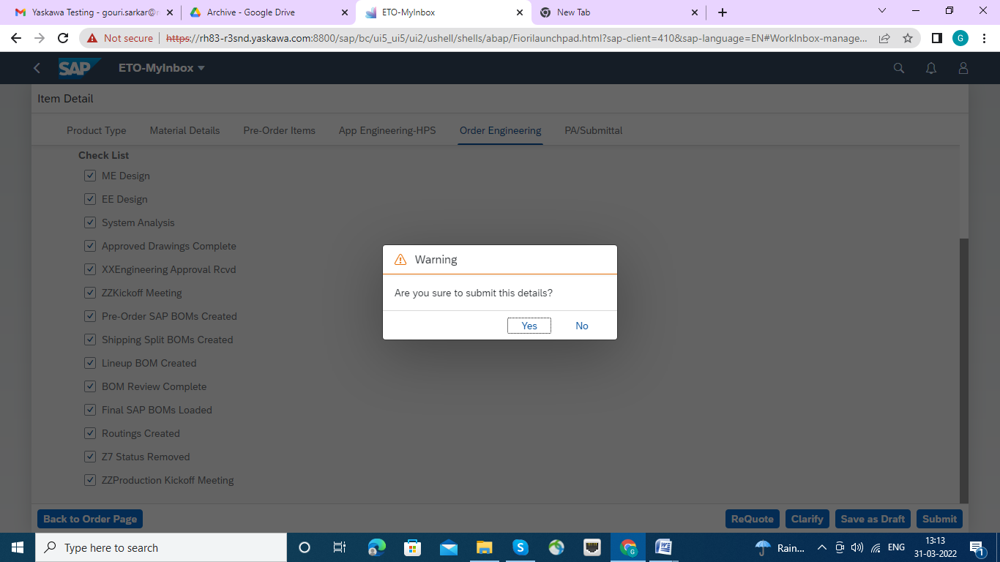 Yaskawa Testing - gouri.sarkar@
Archive - Google Drive
ETO-MyInbox
New Tab
Not secure
https://rh83-r3snd.yaskawa.com:8800/sap/bc/ui5_ui5/ui2/ushell/shells/abap/Fiorilaunchpad.html?sap-client=410&sap-language=EN#WorkInbox-manage...
G
SAP
ETO-MyInbox
Item Detail
Product Type
Material Details
Pre-Order Items
App Engineering-HPS
Order Engineering
PA/Submittal
Check List
ME Design
EE Design
System Analysis
Approved Drawings Complete
XXEngineering Approval Rcvd
ZZKickoff Meeting
Pre-Order SAP BOMs Created
Shipping Split BOMs Created
Lineup BOM Created
BOM Review Complete
Final SAP BOMs Loaded
Routings Created
Z7 Status Removed
ZZProduction Kickoff Meeting
Warning
Are you sure to submit this details?
Yes
No
Back to Order Page
ReQuote
Clarify
Save as Draft
Submit
Type here to search
S
G
W
Rain...
ENG
13:13
31-03-2022
1